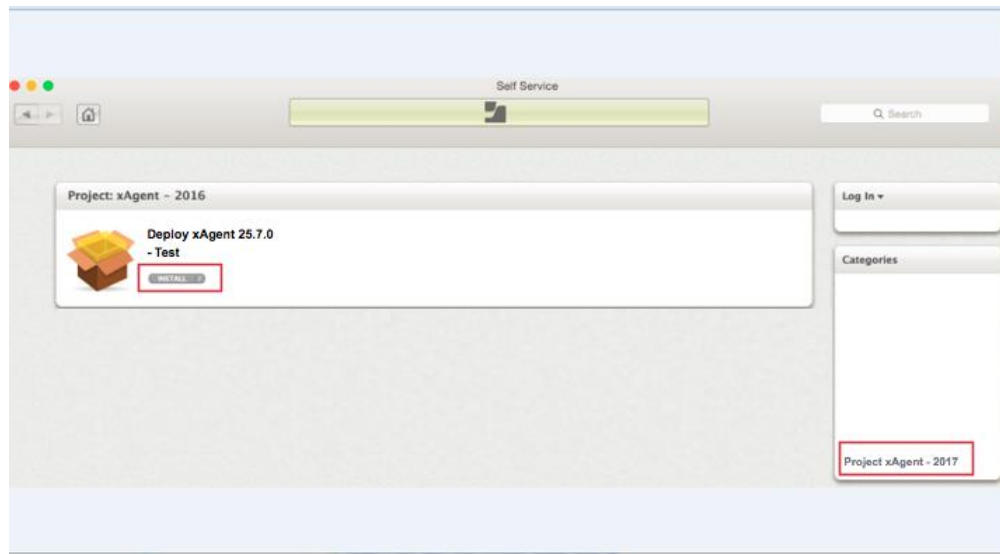 Self Service
Search
Project: xAgent - 2016
Log In
Deploy xAgent 25.7.0
- Test
INSTALL
Categories
Project xAgent - 2017